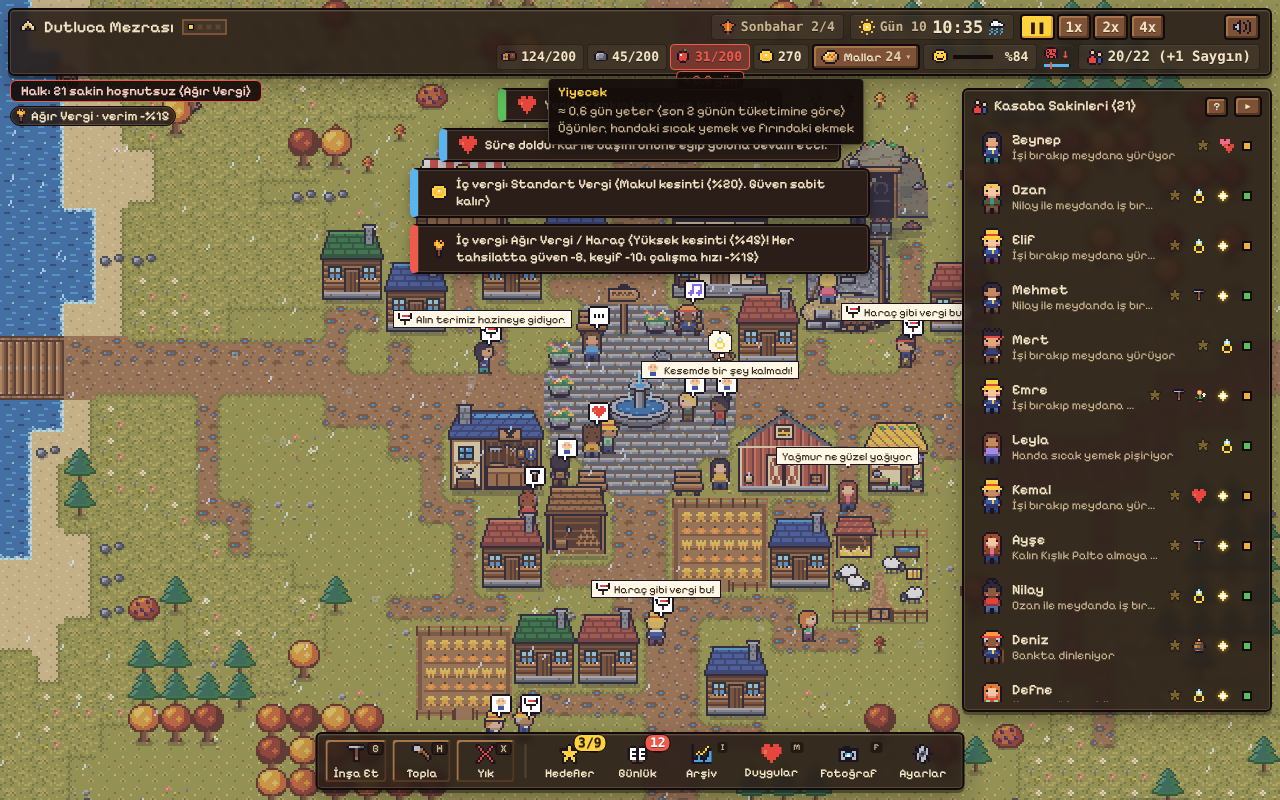 Dutluca Mezrası
Sonbahar 2/4
Gün 10 10:35
1x
2x
4x
124/200
45/200
31/200
270
Mallar 24
%84
20/22 (+1 Saygın)
Halk: 21 sakin hoşnutsuz (Ağır Vergi)
Ağır Vergi · verim -%18
Yiyecek
≈ 0.6 gün yeter (son 2 günün tüketimine göre)
Öğünler, handaki sıcak yemek ve fırındaki ekmek
Süre doldu:
yoluna devam etti.
İç vergi: Standart Vergi (Makul kesinti (%20). Güven sabit
kalır)
İç vergi: Ağır Vergi / Haraç (Yüksek kesinti (%48)! Her
tahsilatta güven -8, keyif -10, çalışma hızı -%18)
Alın terimiz hazineye gidiyor.
Haraç gibi vergi bu
Kesemde bir şey kalmadı!
Yağmur ne güzel yağıyor.
Haraç gibi vergi bu!
Kasaba Sakinleri (21)
?
Zeynep
İşi bırakıp meydana yürüyor
Ozan
Nilay ile meydanda iş bır...
Elif
İşi bırakıp meydana yür...
Mehmet
Nilay ile meydanda iş bır...
Mert
İşi bırakıp meydana yürüyor
Emre
İşi bırakıp meydana ...
Leyla
Handa sıcak yemek pişiriyor
Kemal
İşi bırakıp meydana yür...
Ayşe
Kalın Kışlık Palto almaya ...
Nilay
Ozan ile meydanda iş bır...
Deniz
Bankta dinleniyor
Defne
İnşa Et
B
Topla
H
Yık
X
Hedefler
3/9
Günlük
12
Arşiv
I
Duygular
M
Fotoğraf
F
Ayarlar